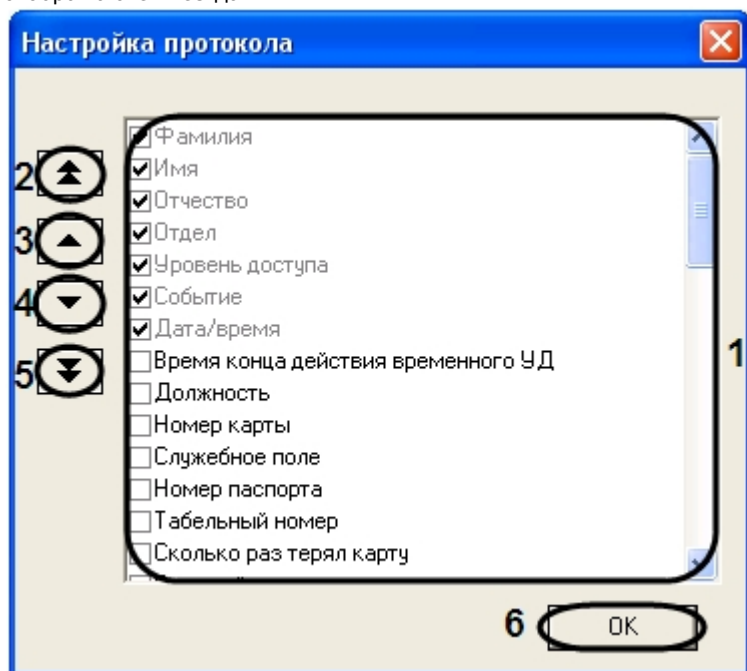 Настройка протокола
Фамилия
Имя
Отчество
Отдел
Уровень доступа
Событие
Дата/время
Время конца действия временного УД
Должность
Номер карты
Служебное поле
Номер паспорта
Табельный номер
Сколько раз терял карту
2
3
4
5
1
6
OK